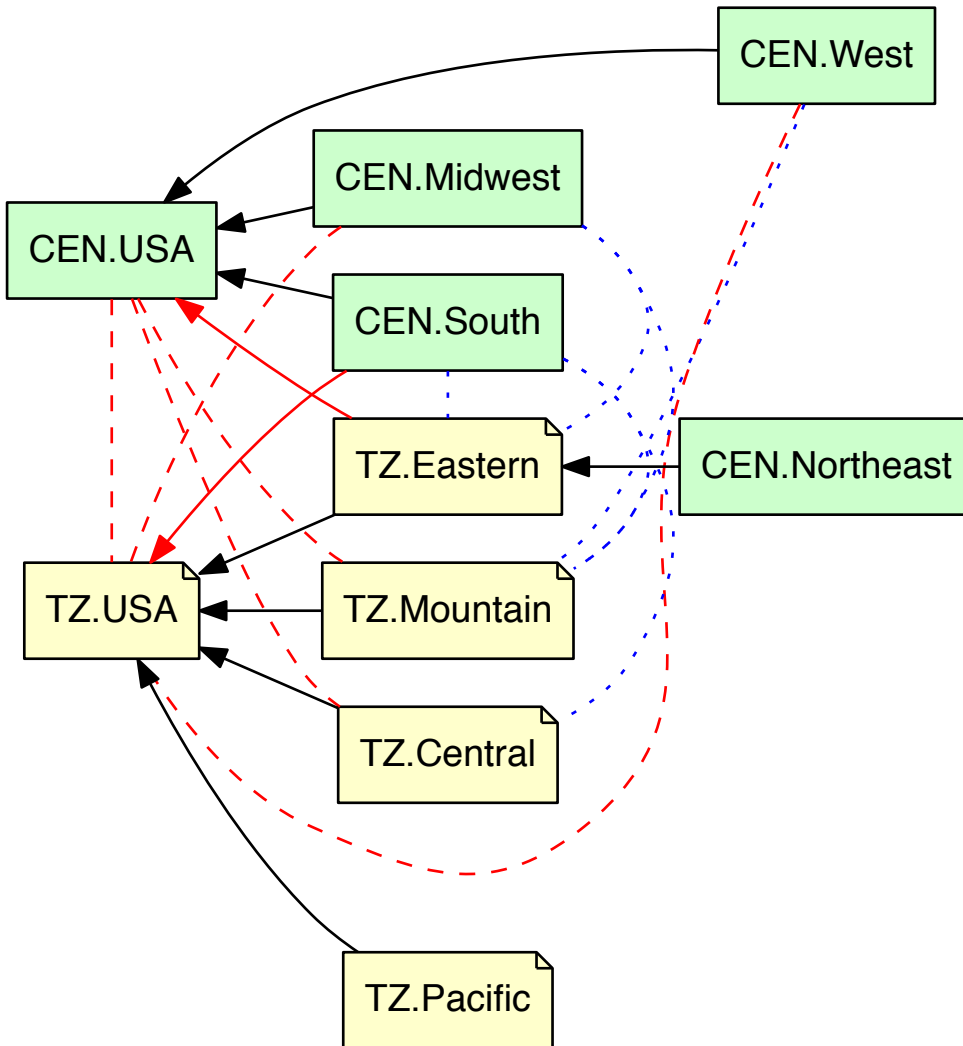 CEN.West
CEN.Midwest
CEN.USA
CEN.South
TZ.Eastern
CEN.Northeast
TZ.USA
TZ.Mountain
TZ.Central
TZ.Pacific